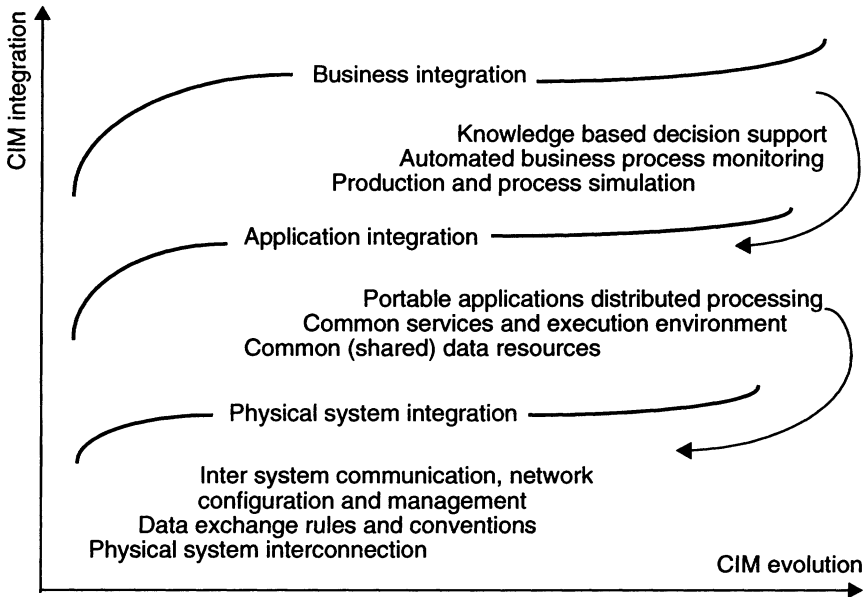 CIM integration
Business integration
Knowledge based decision support
Automated business process monitoring
Production and process simulation
Application integration
Portable applications distributed processing
Common services and execution environment
Common (shared) data resources
Physical system integration
Inter system communication, network
configuration and management
Data exchange rules and conventions
Physical system interconnection
CIM evolution